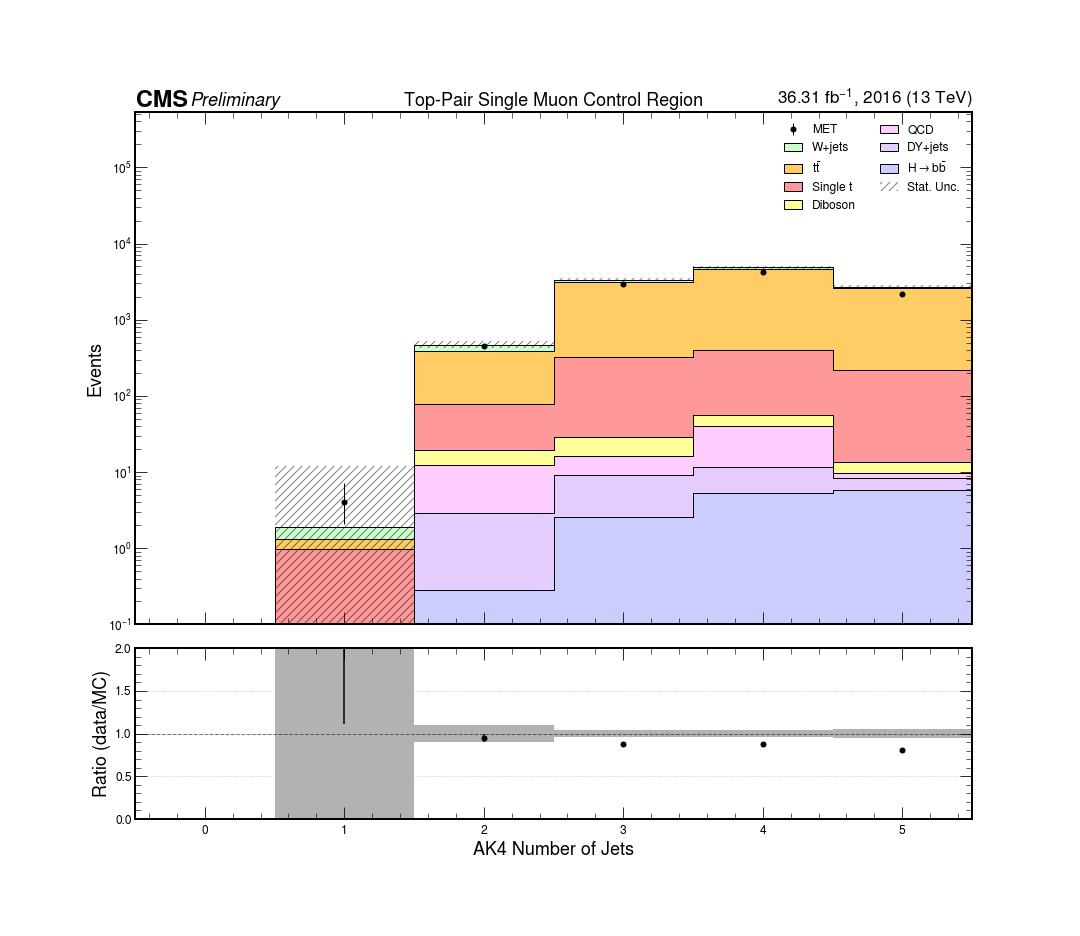 CMS Preliminary Top-Pair Single Muon Control Region 36.31 fb⁻¹, 2016 (13 TeV)
MET
W+jets
tt̄
Single t
Diboson
QCD
DY+jets
H→bb̄
Stat. Unc.
Events
10⁵
10⁴
10³
10²
10¹
10⁰
10⁻¹
Ratio (data/MC)
2.0
1.5
1.0
0.5
0.0
0 1 2 3 4 5
AK4 Number of Jets